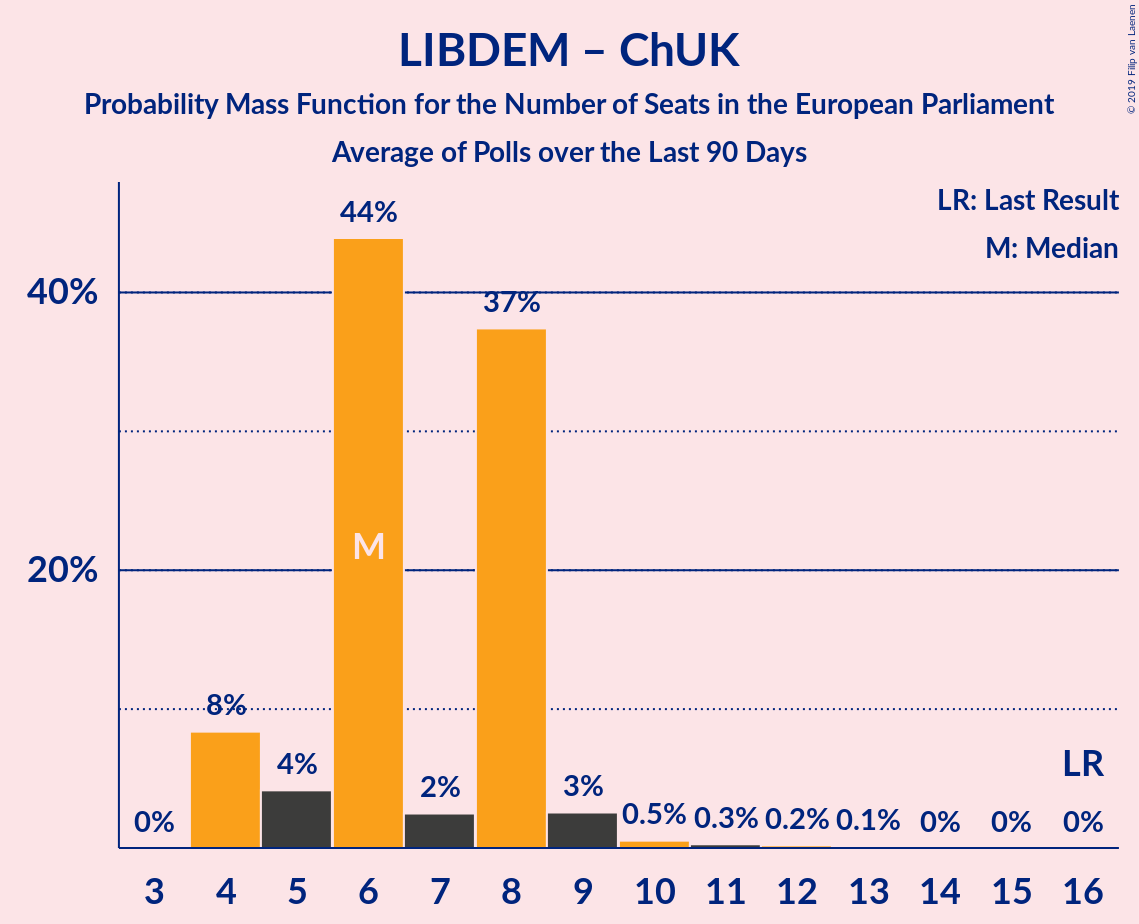 LIBDEM – ChUK
Probability Mass Function for the Number of Seats in the European Parliament
Average of Polls over the Last 90 Days
© 2019 Filip van Laenen
LR: Last Result
M: Median
44%
40%
37%
M
20%
8%
4%
2%
3%
LR
0%
0.5%
0.3%
0.2%
0.1%
0%
0%
0%
3 4 5 6 7 8 9 10 11 12 13 14 15 16